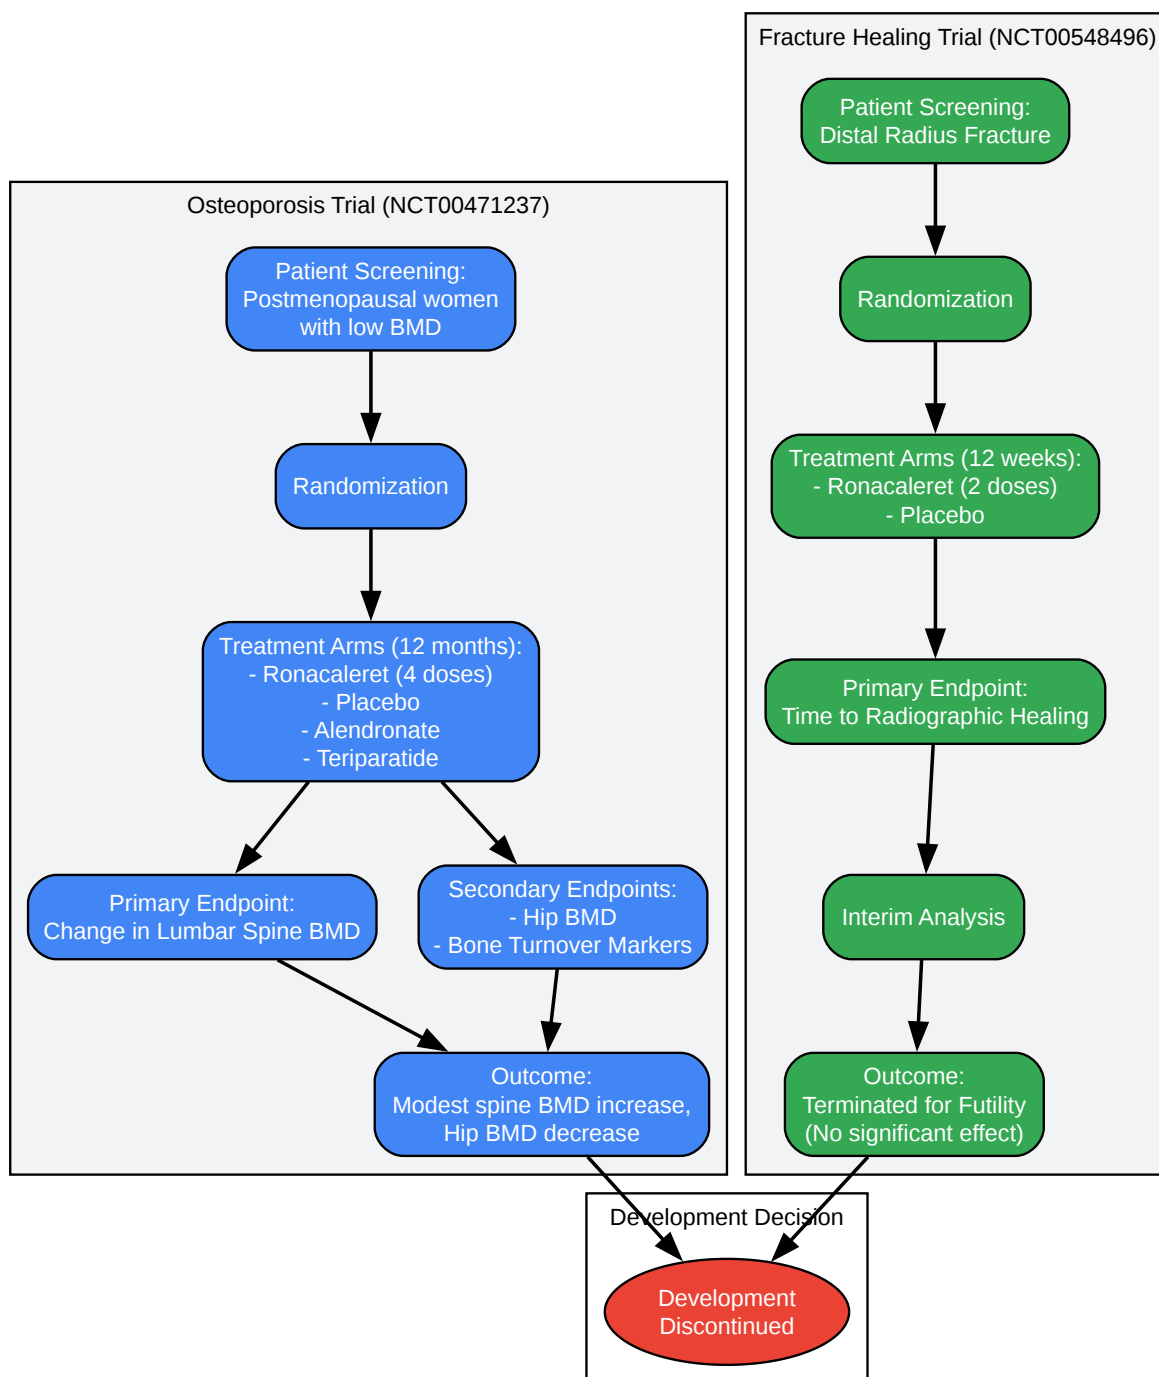 Osteoporosis Trial (NCT00471237)
Patient Screening:
Postmenopausal women
with low BMD
Randomization
Treatment Arms (12 months):
- Ronacaleret (4 doses)
- Placebo
- Alendronate
- Teriparatide
Primary Endpoint:
Change in Lumbar Spine BMD
Secondary Endpoints:
- Hip BMD
- Bone Turnover Markers
Outcome:
Modest spine BMD increase,
Hip BMD decrease
Fracture Healing Trial (NCT00548496)
Patient Screening:
Distal Radius Fracture
Randomization
Treatment Arms (12 weeks):
- Ronacaleret (2 doses)
- Placebo
Primary Endpoint:
Time to Radiographic Healing
Interim Analysis
Outcome:
Terminated for Futility
(No significant effect)
Development Decision
Development
Discontinued